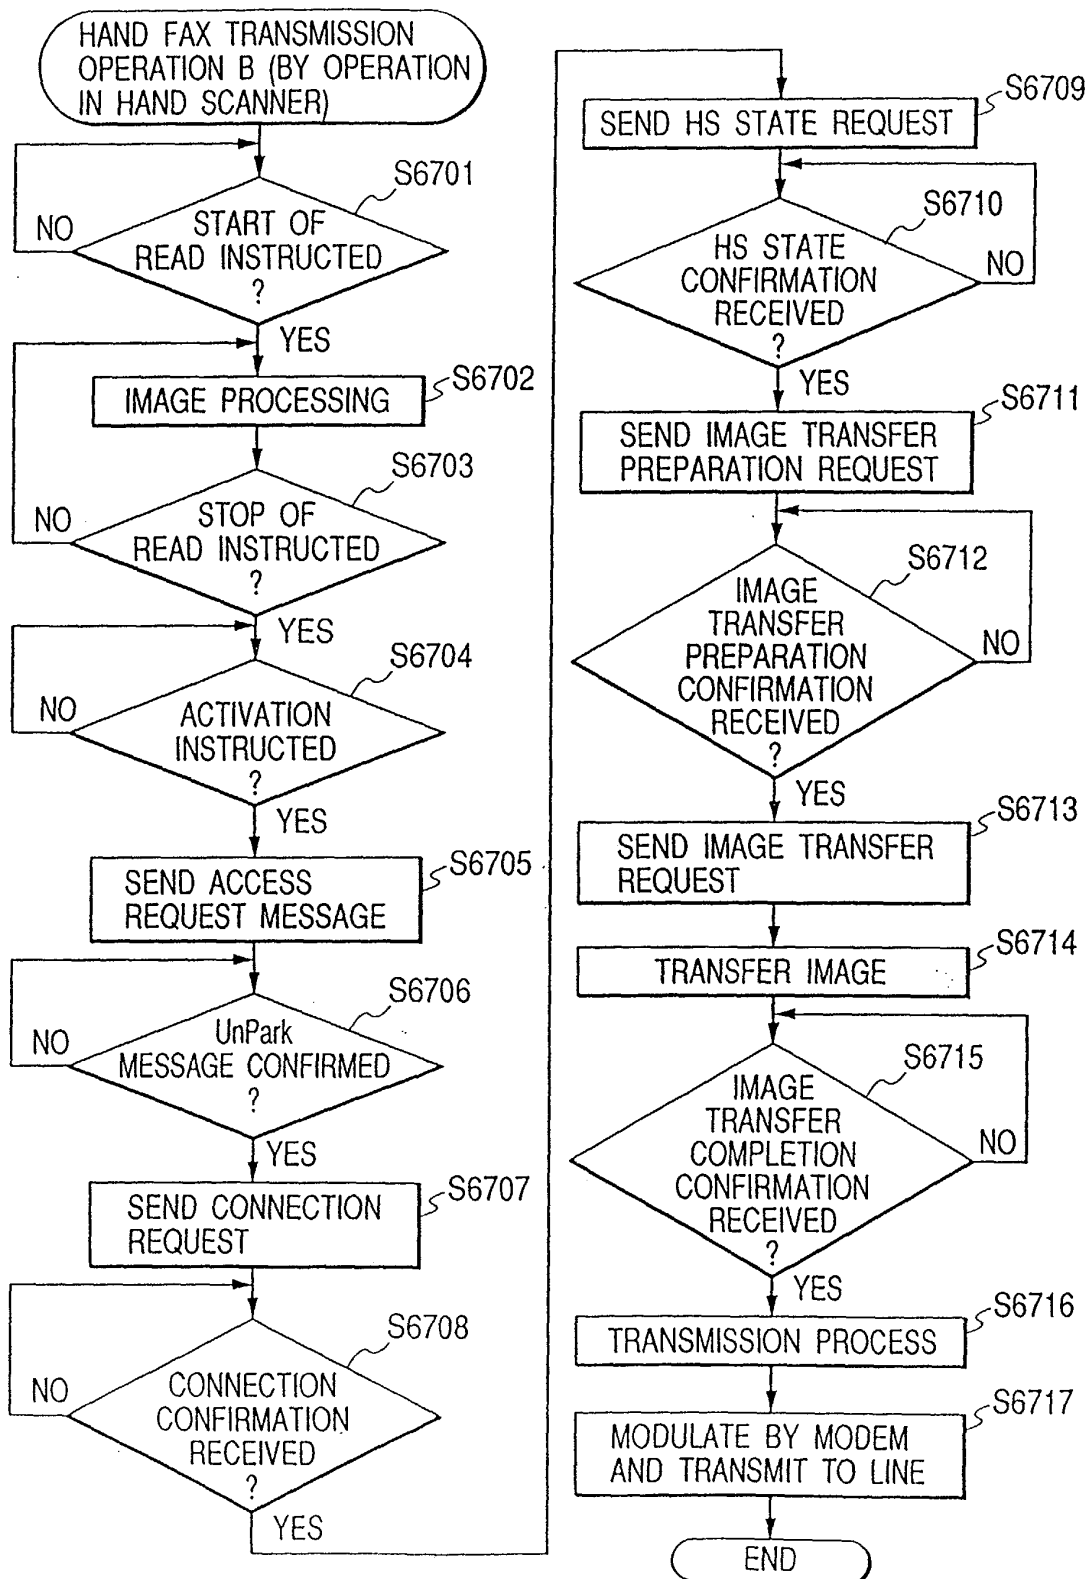 HAND FAX TRANSMISSION
OPERATION B (BY OPERATION
IN HAND SCANNER)
S6701
START OF
READ INSTRUCTED
?
NO
YES
IMAGE PROCESSING
S6702
S6703
STOP OF
READ INSTRUCTED
?
NO
YES
S6704
ACTIVATION
INSTRUCTED
?
NO
YES
SEND ACCESS
REQUEST MESSAGE
S6705
S6706
UnPark
MESSAGE CONFIRMED
?
NO
YES
SEND CONNECTION
REQUEST
S6707
S6708
CONNECTION
CONFIRMATION
RECEIVED
?
NO
YES
S6709
SEND HS STATE REQUEST
S6710
HS STATE
CONFIRMATION
RECEIVED
?
NO
YES
S6711
SEND IMAGE TRANSFER
PREPARATION REQUEST
S6712
IMAGE
TRANSFER
PREPARATION
CONFIRMATION
RECEIVED
?
NO
YES
S6713
SEND IMAGE TRANSFER
REQUEST
S6714
TRANSFER IMAGE
S6715
IMAGE
TRANSFER
COMPLETION
CONFIRMATION
RECEIVED
?
NO
YES
S6716
TRANSMISSION PROCESS
S6717
MODULATE BY MODEM
AND TRANSMIT TO LINE
END